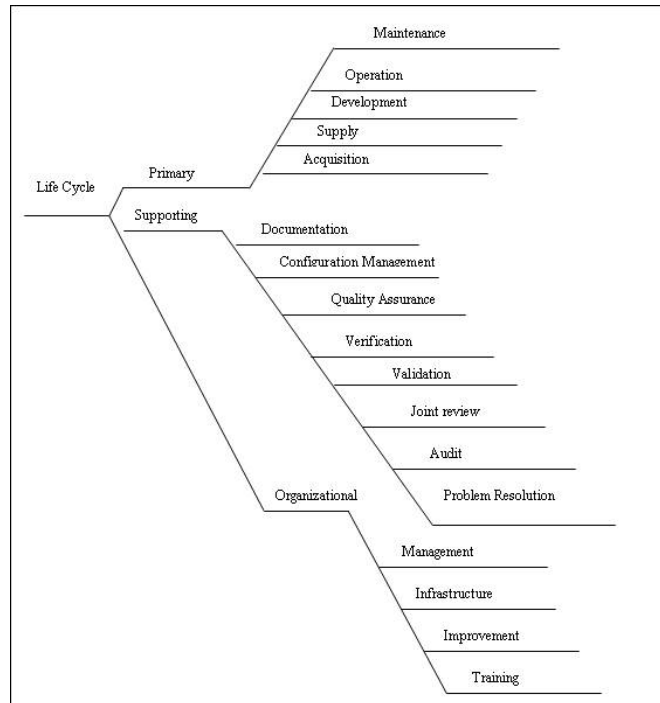 Maintenance
Operation
Development
Supply
Acquisition
Primary
Life Cycle
Supporting
Documentation
Configuration Management
Quality Assurance
Verification
Validation
Joint review
Audit
Problem Resolution
Organizational
Management
Infrastructure
Improvement
Training